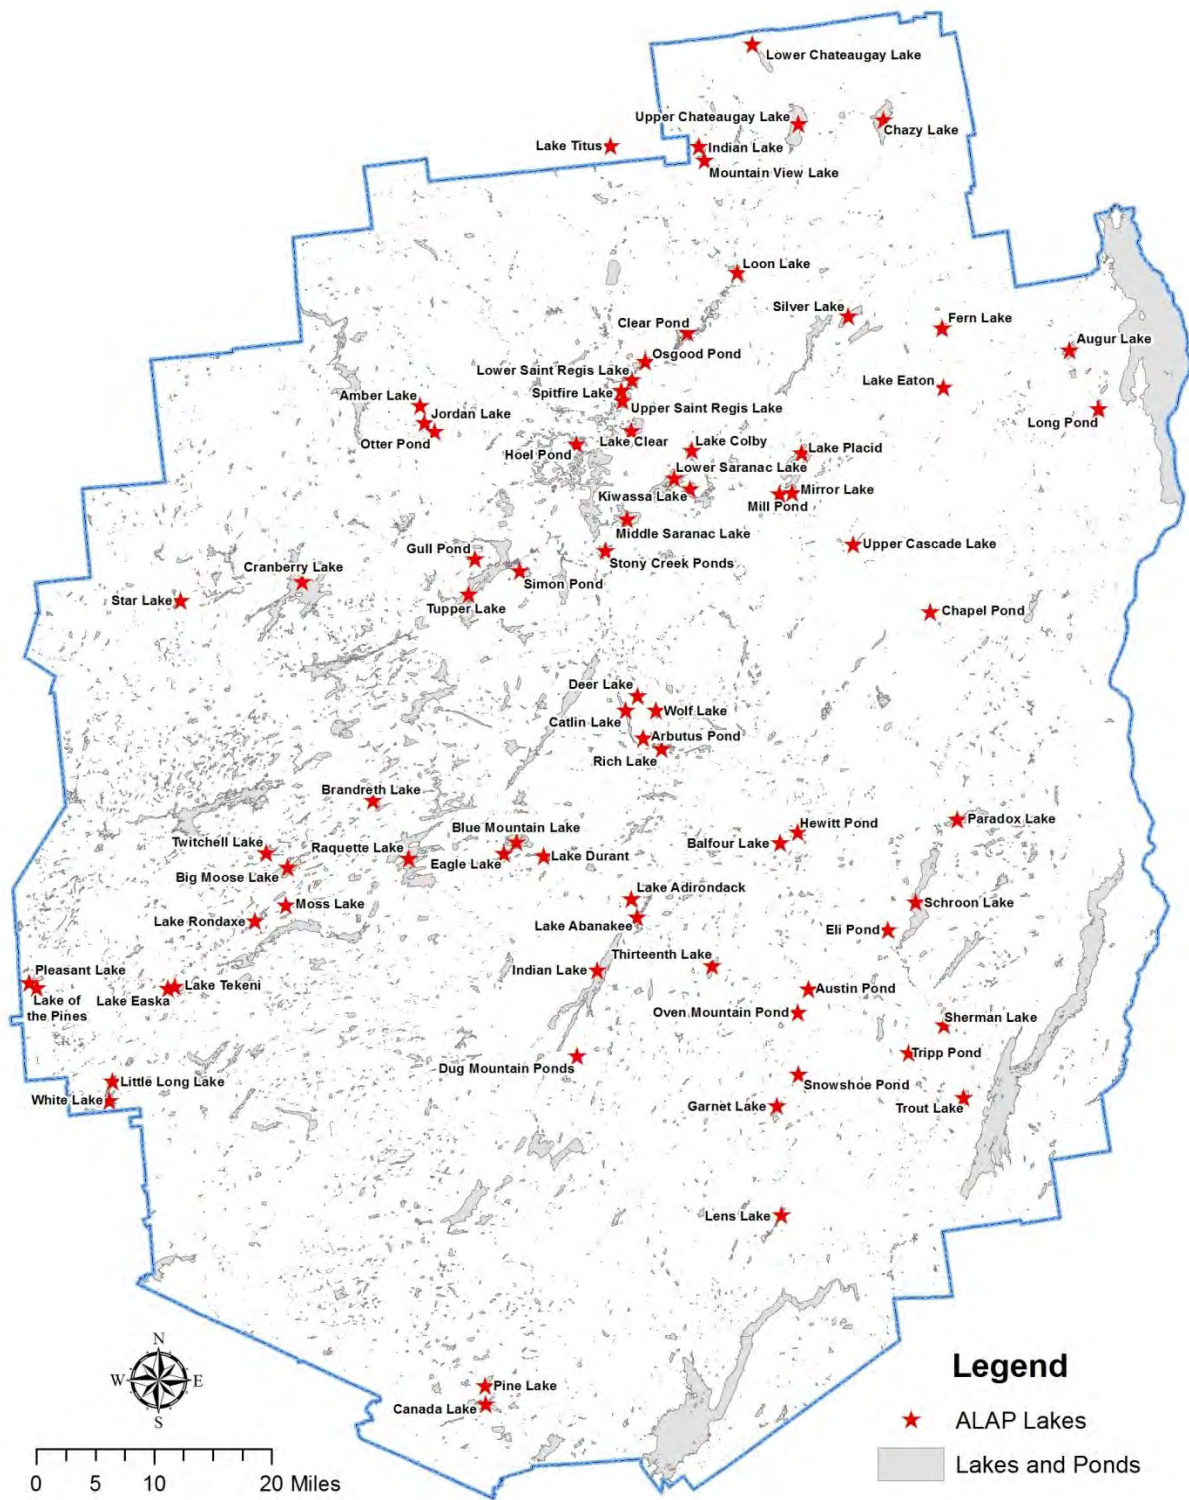 Lower Chateaugay Lake
Upper Chateaugay Lake
Chazy Lake
Lake Titus
Indian Lake
Mountain View Lake
Loon Lake
Silver Lake
Fern Lake
Clear Pond
Augur Lake
Osgood Pond
Lower Saint Regis Lake
Lake Eaton
Spitfire Lake
Amber Lake
Upper Saint Regis Lake
Jordan Lake
Long Pond
Otter Pond
Lake Clear
Lake Colby
Hoel Pond
Lake Placid
Lower Saranac Lake
Kiwassa Lake
Mirror Lake
Mill Pond
Middle Saranac Lake
Upper Cascade Lake
Gull Pond
Stony Creek Ponds
Cranberry Lake
Simon Pond
Star Lake
Tupper Lake
Chapel Pond
Deer Lake
Catlin Lake
Wolf Lake
Arbutus Pond
Rich Lake
Brandreth Lake
Paradox Lake
Hewitt Pond
Blue Mountain Lake
Twitchell Lake
Raquette Lake
Balfour Lake
Eagle Lake
Lake Durant
Big Moose Lake
Lake Adirondack
Moss Lake
Schroon Lake
Lake Rondaxe
Lake Abanakee
Eli Pond
Thirteenth Lake
Pleasant Lake
Indian Lake
Lake Tekeni
Austin Pond
Lake of
the Pines
Lake Easka
Oven Mountain Pond
Sherman Lake
Tripp Pond
Dug Mountain Ponds
Little Long Lake
Snowshoe Pond
White Lake
Garnet Lake
Trout Lake
Lens Lake
N
W E
S
Pine Lake
Canada Lake
Legend
ALAP Lakes
Lakes and Ponds
0 5 10 20 Miles